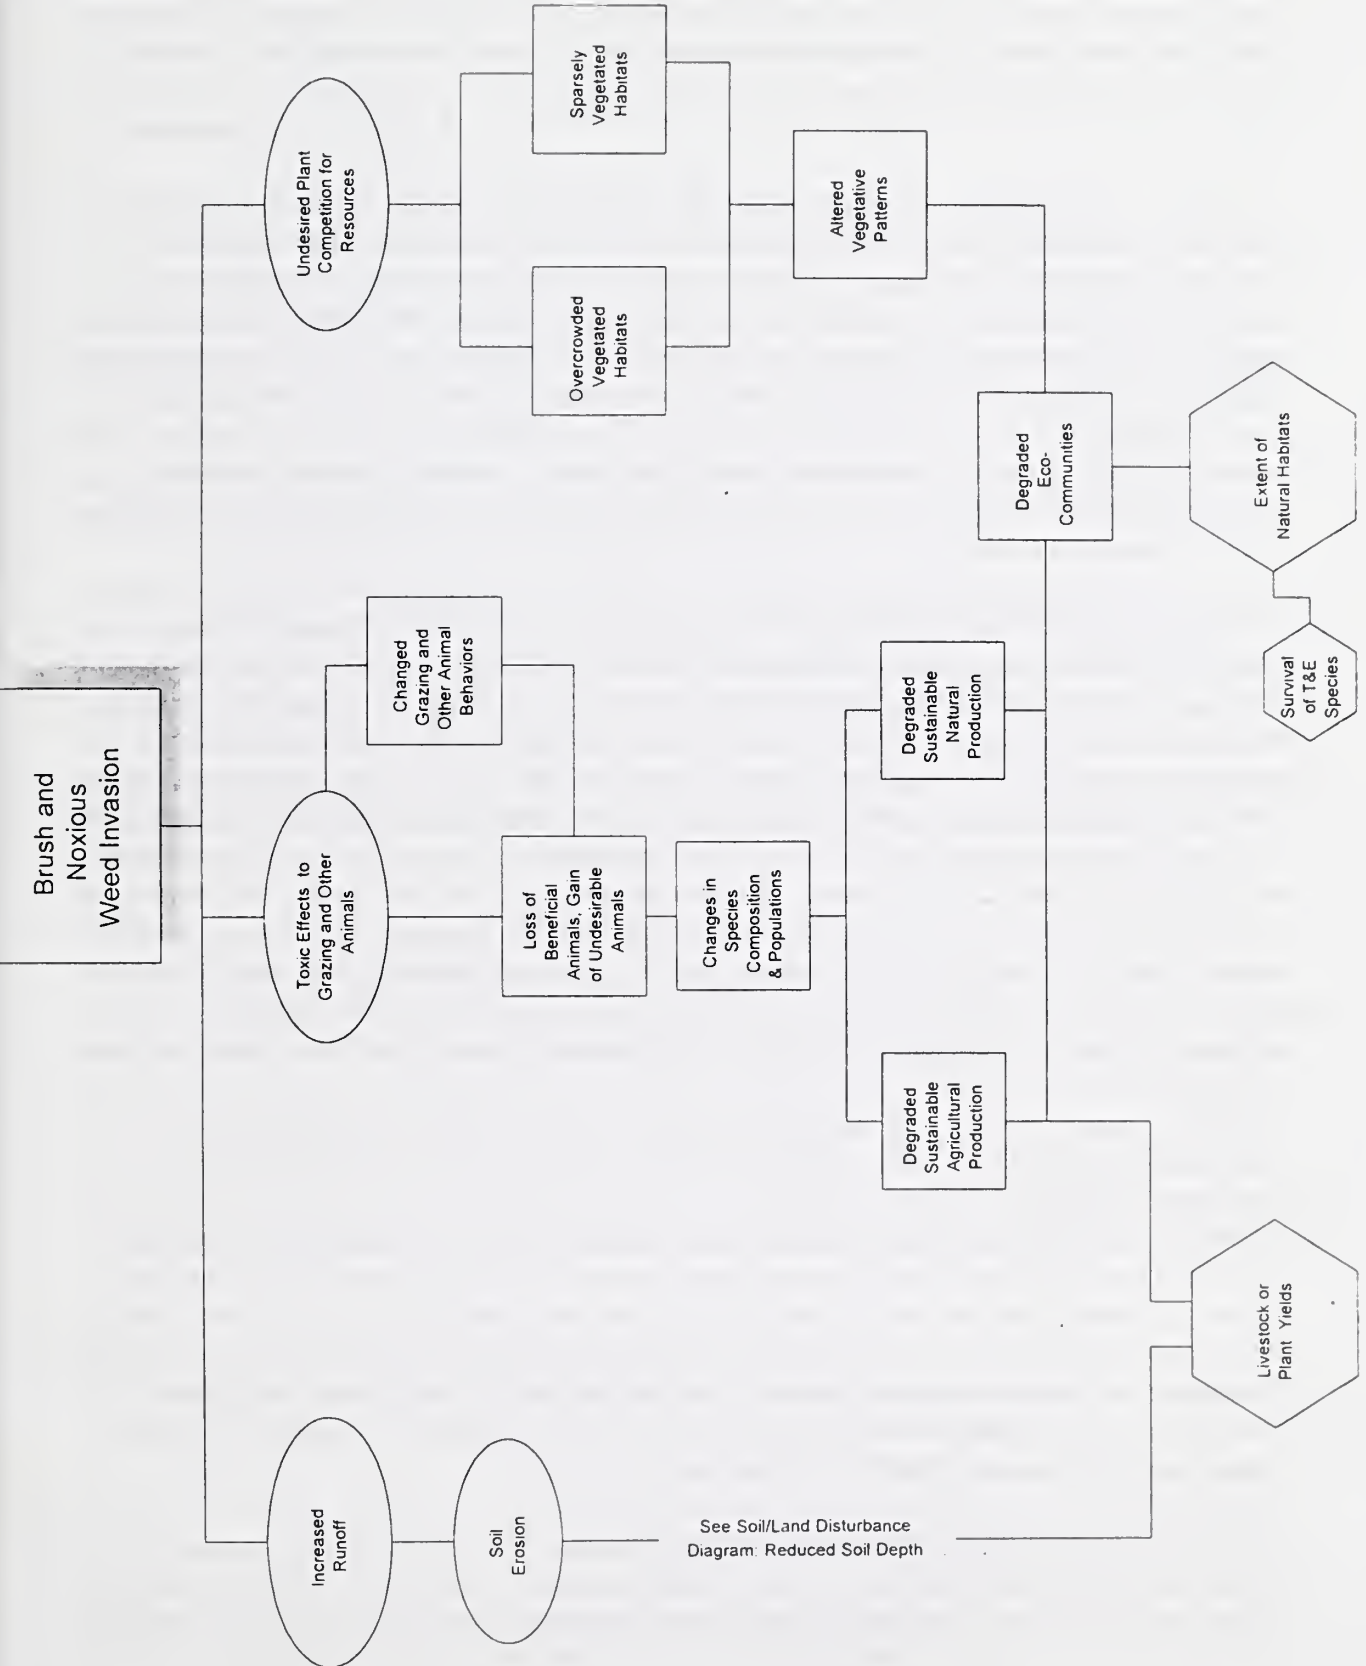 Brush and
Noxious
Weed Invasion
Increased
Runoff
Toxic Effects to
Grazing and Other
Animals
Undesired Plant
Competition for
Resources
Soil
Erosion
Changed
Grazing and
Other Animal
Behaviors
Overcrowded
Vegetated
Habitats
Sparsely
Vegetated
Habitats
See Soil/Land Disturbance
Diagram: Reduced Soil Depth
Loss of
Beneficial
Animals, Gain
of Undesirable
Animals
Changes in
Species
Composition
& Populations
Altered
Vegetative
Patterns
Degraded
Sustainable
Agricultural
Production
Degraded
Sustainable
Natural
Production
Degraded
Eco-
Communities
Livestock or
Plant Yields
Survival
of T&E
Species
Extent of
Natural Habitats